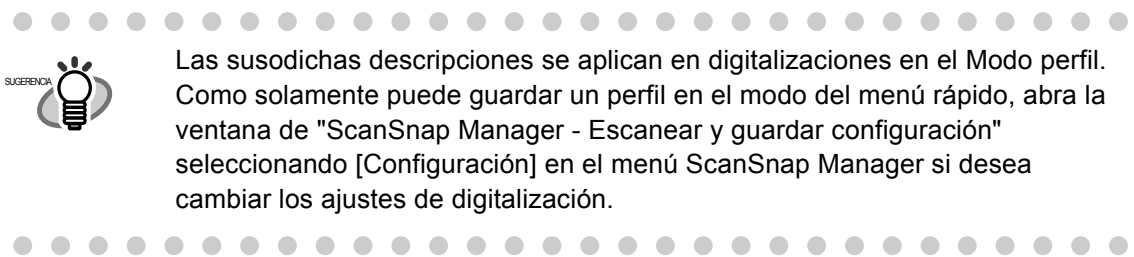 SUGERENCIA
Las susodichas descripciones se aplican en digitalizaciones en el Modo perfil.
Como solamente puede guardar un perfil en el modo del menú rápido, abra la
ventana de "ScanSnap Manager - Escanear y guardar configuración"
seleccionando [Configuración] en el menú ScanSnap Manager si desea
cambiar los ajustes de digitalización.